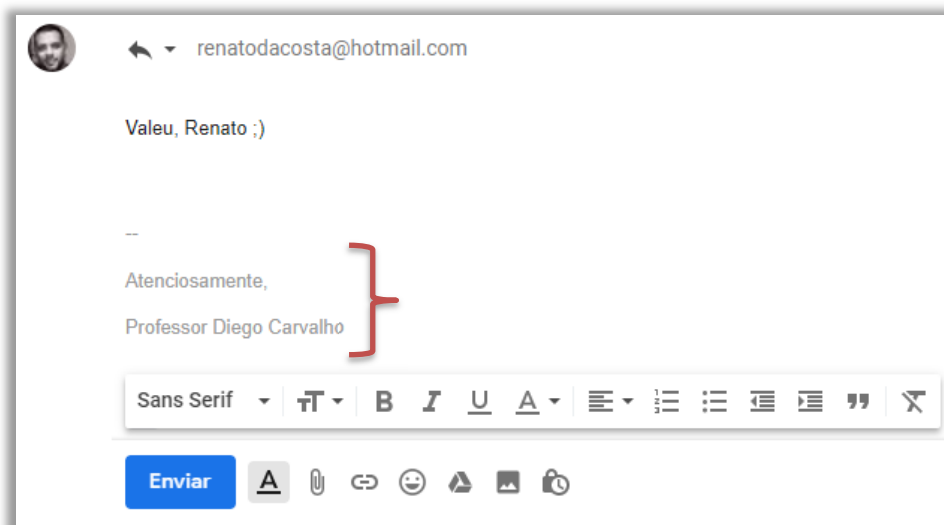 renatodacosta@hotmail.com
Valeu, Renato ;)
--
Atenciosamente,
Professor Diego Carvalho
Sans Serif
Enviar